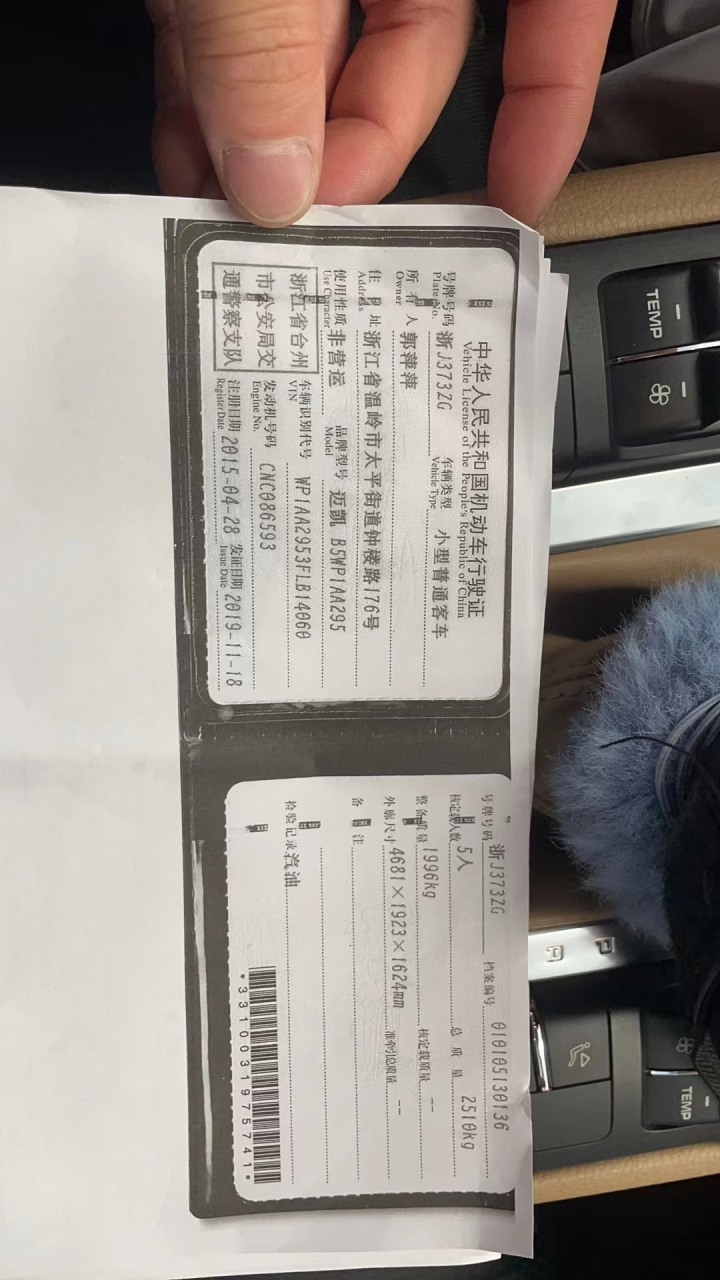 中华人民共和国机动车行驶证
Vehicle License of the People's Republic of China
号牌号码 浙J373ZG 车辆类型 小型普通客车
Plate No. Vehicle Type
所有人 郭萍萍
Owner
住址 浙江省温岭市太平街道钟楼路176号
Address
使用性质 非营运 品牌型号 迈凯 B5WP1AA295
Use Character Model
浙江省台州
市公安局交
通警察支队
车辆识别代号 WP1AA2953FLB14060
VIN
发动机号码 CNC086593
Engine No.
注册日期 2015-04-28 发证日期 2019-11-18
Register Date Issue Date
号牌号码 浙J373ZG 档案编号 010105130136
核定载人数 5人 总质量 2510kg
整备质量 1996kg 核定载质量 --
外廓尺寸 4681×1923×1624mm 准牵引总质量 --
备注
检验记录 汽油
*3310031975741*
TEMP
P
R
TEMP